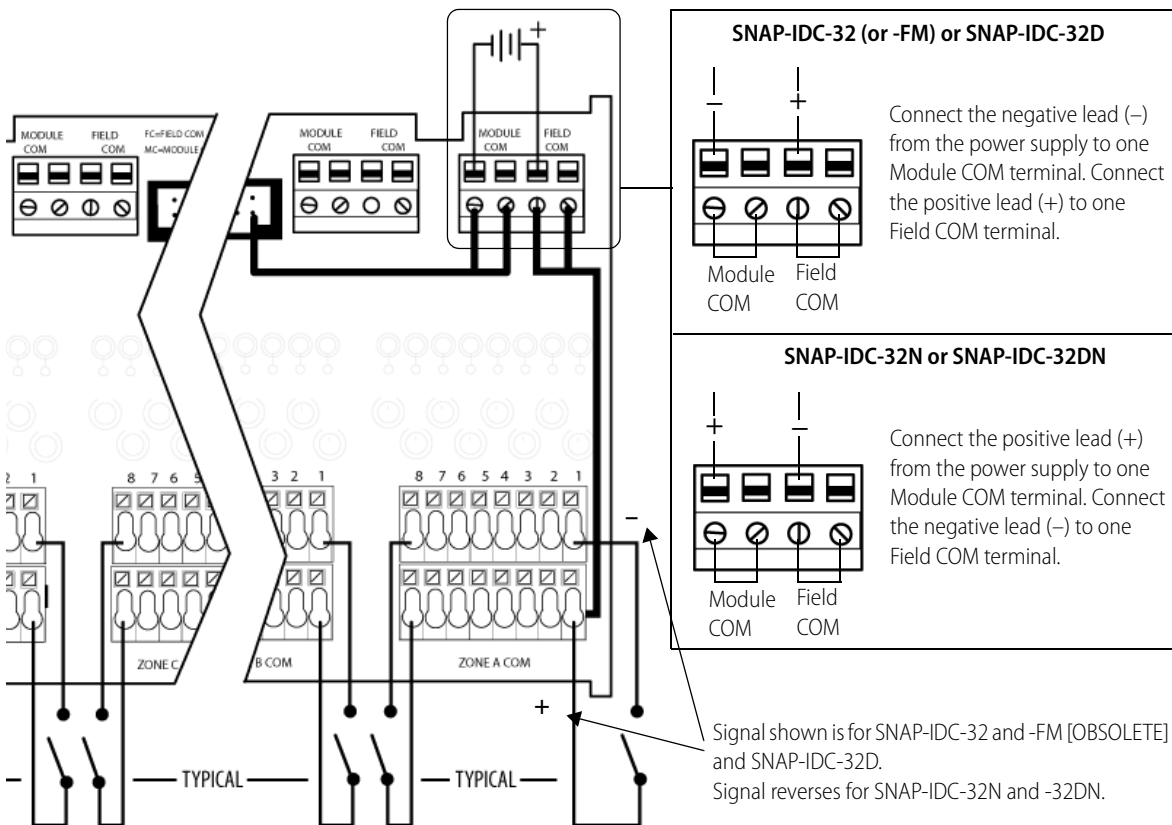 SNAP-IDC-32 (or -FM) or SNAP-IDC-32D
– +
Connect the negative lead (–)
from the power supply to one
Module COM terminal. Connect
the positive lead (+) to one
Field COM terminal.
Module COM
Field COM
SNAP-IDC-32N or SNAP-IDC-32DN
+ –
Connect the positive lead (+)
from the power supply to one
Module COM terminal. Connect
the negative lead (–) to one
Field COM terminal.
Module COM
Field COM
+
MODULE COM
FIELD COM
FC=FIELD COM
MC=MODULE
MODULE COM
FIELD COM
MODULE COM
FIELD COM
1
8 7 6 5
3 2 1
8 7 6 5 4 3 2 1
–
ZONE C
B COM
ZONE A COM
+
TYPICAL
TYPICAL
Signal shown is for SNAP-IDC-32 and -FM [OBSOLETE]
and SNAP-IDC-32D.
Signal reverses for SNAP-IDC-32N and -32DN.